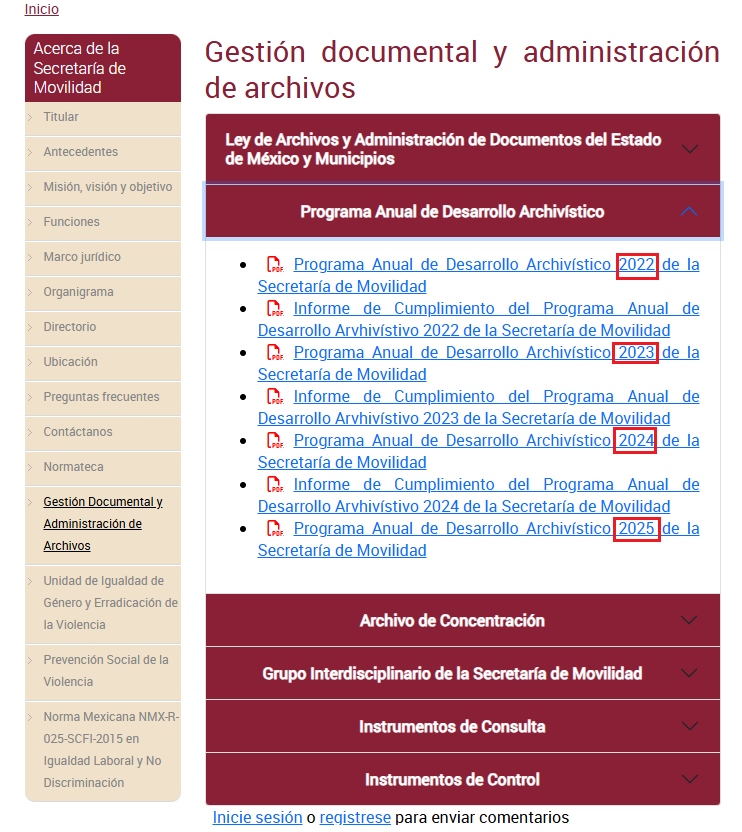 Inicio
Acerca de la
Secretaría de
Movilidad
Titular
Antecedentes
Misión, visión y objetivo
Funciones
Marco jurídico
Organigrama
Directorio
Ubicación
Preguntas frecuentes
Contáctanos
Normateca
Gestión Documental y
Administración de
Archivos
Unidad de Igualdad de
Género y Erradicación de
la Violencia
Prevención Social de la
Violencia
Norma Mexicana NMX-R-
025-SCFI-2015 en
Igualdad Laboral y No
Discriminación
Gestión documental y administración
de archivos
Ley de Archivos y Administración de Documentos del Estado
de México y Municipios
Programa Anual de Desarrollo Archivístico
PDF Programa Anual de Desarrollo Archivístico 2022 de la
Secretaría de Movilidad
PDF Informe de Cumplimiento del Programa Anual de
Desarrollo Arvhivístivo 2022 de la Secretaría de Movilidad
PDF Programa Anual de Desarrollo Archivístico 2023 de la
Secretaría de Movilidad
PDF Informe de Cumplimiento del Programa Anual de
Desarrollo Arvhivístivo 2023 de la Secretaría de Movilidad
PDF Programa Anual de Desarrollo Archivístico 2024 de la
Secretaría de Movilidad
PDF Informe de Cumplimiento del Programa Anual de
Desarrollo Arvhivístivo 2024 de la Secretaría de Movilidad
PDF Programa Anual de Desarrollo Archivístico 2025 de la
Secretaría de Movilidad
Archivo de Concentración
Grupo Interdisciplinario de la Secretaría de Movilidad
Instrumentos de Consulta
Instrumentos de Control
Inicie sesión o registrese para enviar comentarios